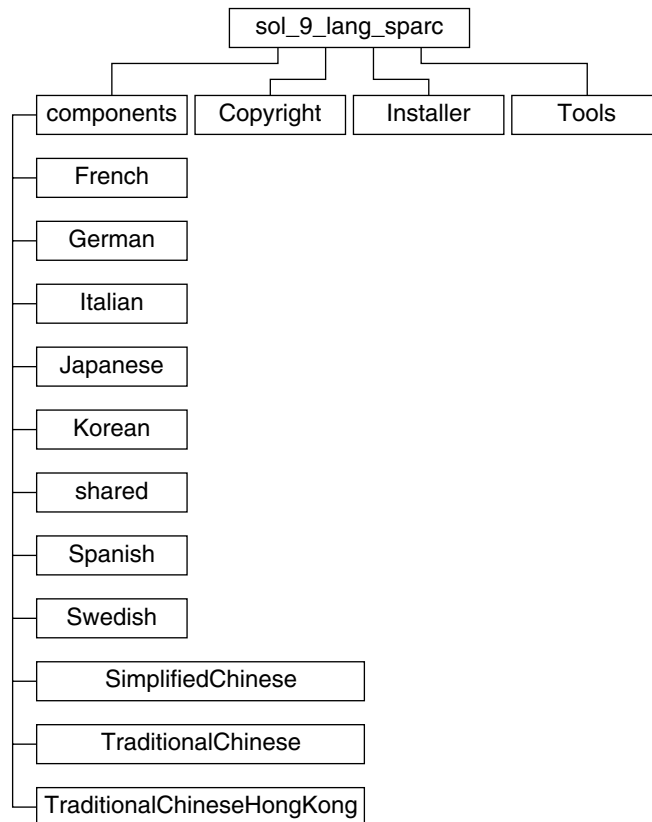 sol_9_lang_sparc
components
Copyright
Installer
Tools
French
German
Italian
Japanese
Korean
shared
Spanish
Swedish
SimplifiedChinese
TraditionalChinese
TraditionalChineseHongKong